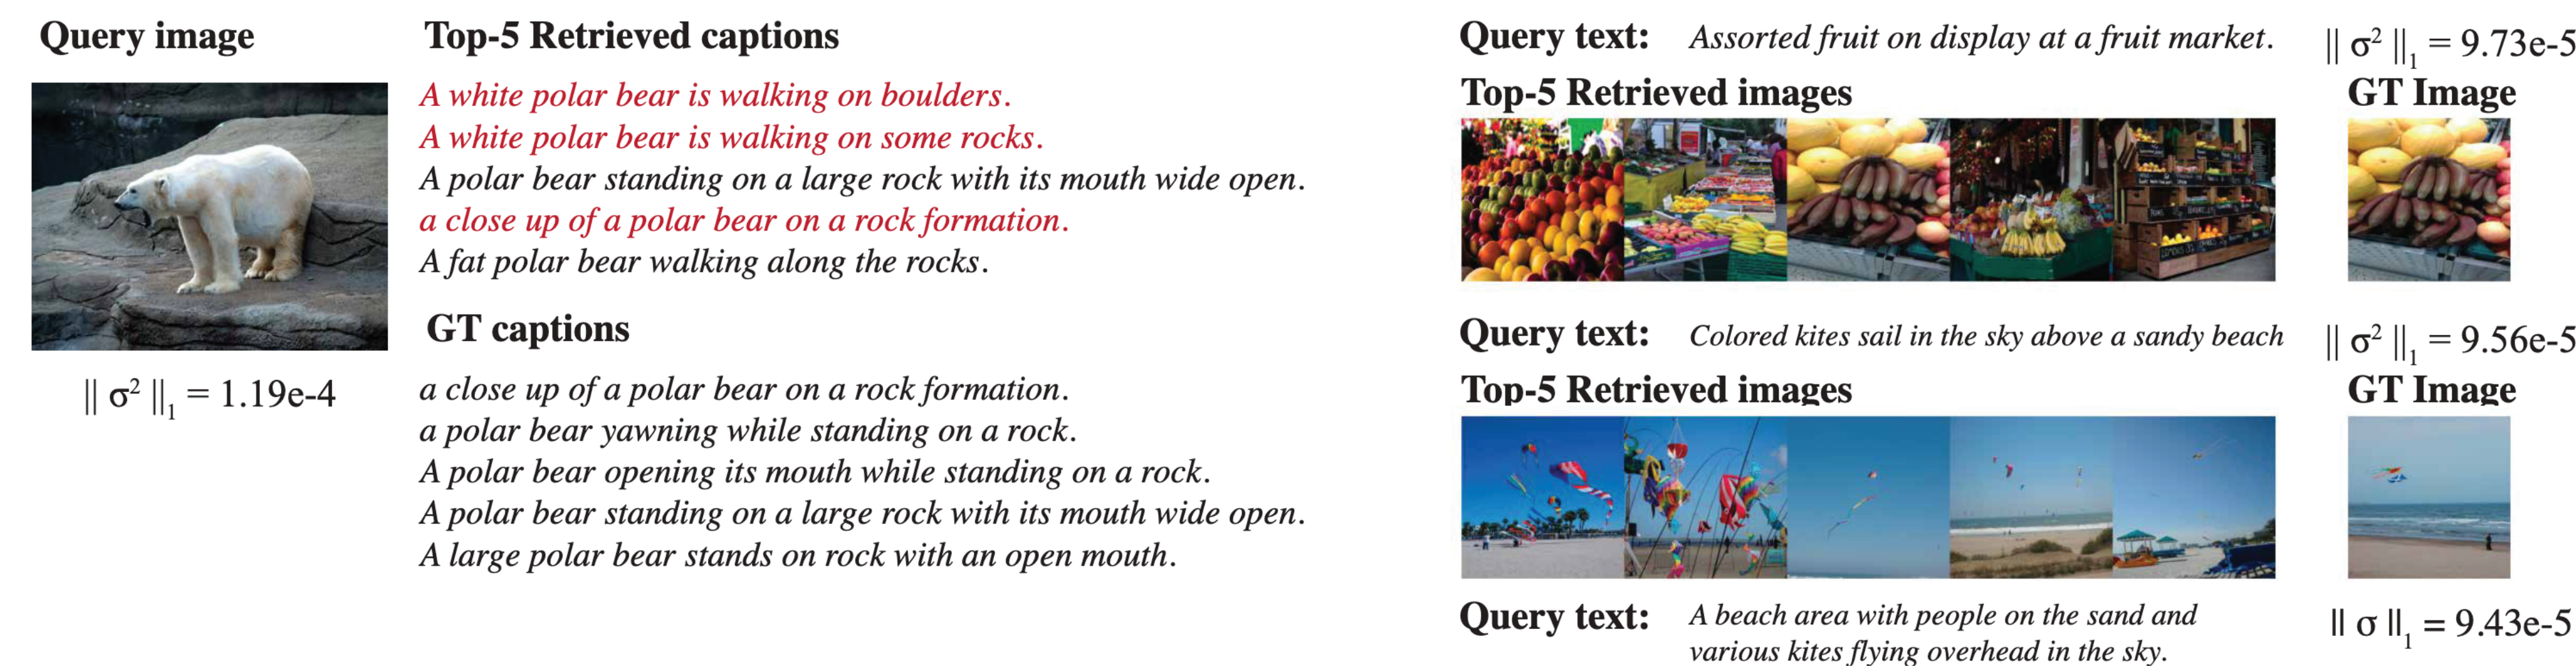 Query image
Top-5 Retrieved captions
A white polar bear is walking on boulders.
A white polar bear is walking on some rocks.
A polar bear standing on a large rock with its mouth wide open.
a close up of a polar bear on a rock formation.
A fat polar bear walking along the rocks.
GT captions
|| σ² ||₁ = 1.19e-4
a close up of a polar bear on a rock formation.
a polar bear yawning while standing on a rock.
A polar bear opening its mouth while standing on a rock.
A polar bear standing on a large rock with its mouth wide open.
A large polar bear stands on rock with an open mouth.
Query text: Assorted fruit on display at a fruit market. || σ² ||₁ = 9.73e-5
Top-5 Retrieved images GT Image
Query text: Colored kites sail in the sky above a sandy beach || σ² ||₁ = 9.56e-5
Top-5 Retrieved images GT Image
Query text: A beach area with people on the sand and
various kites flying overhead in the sky.
|| σ ||₁ = 9.43e-5